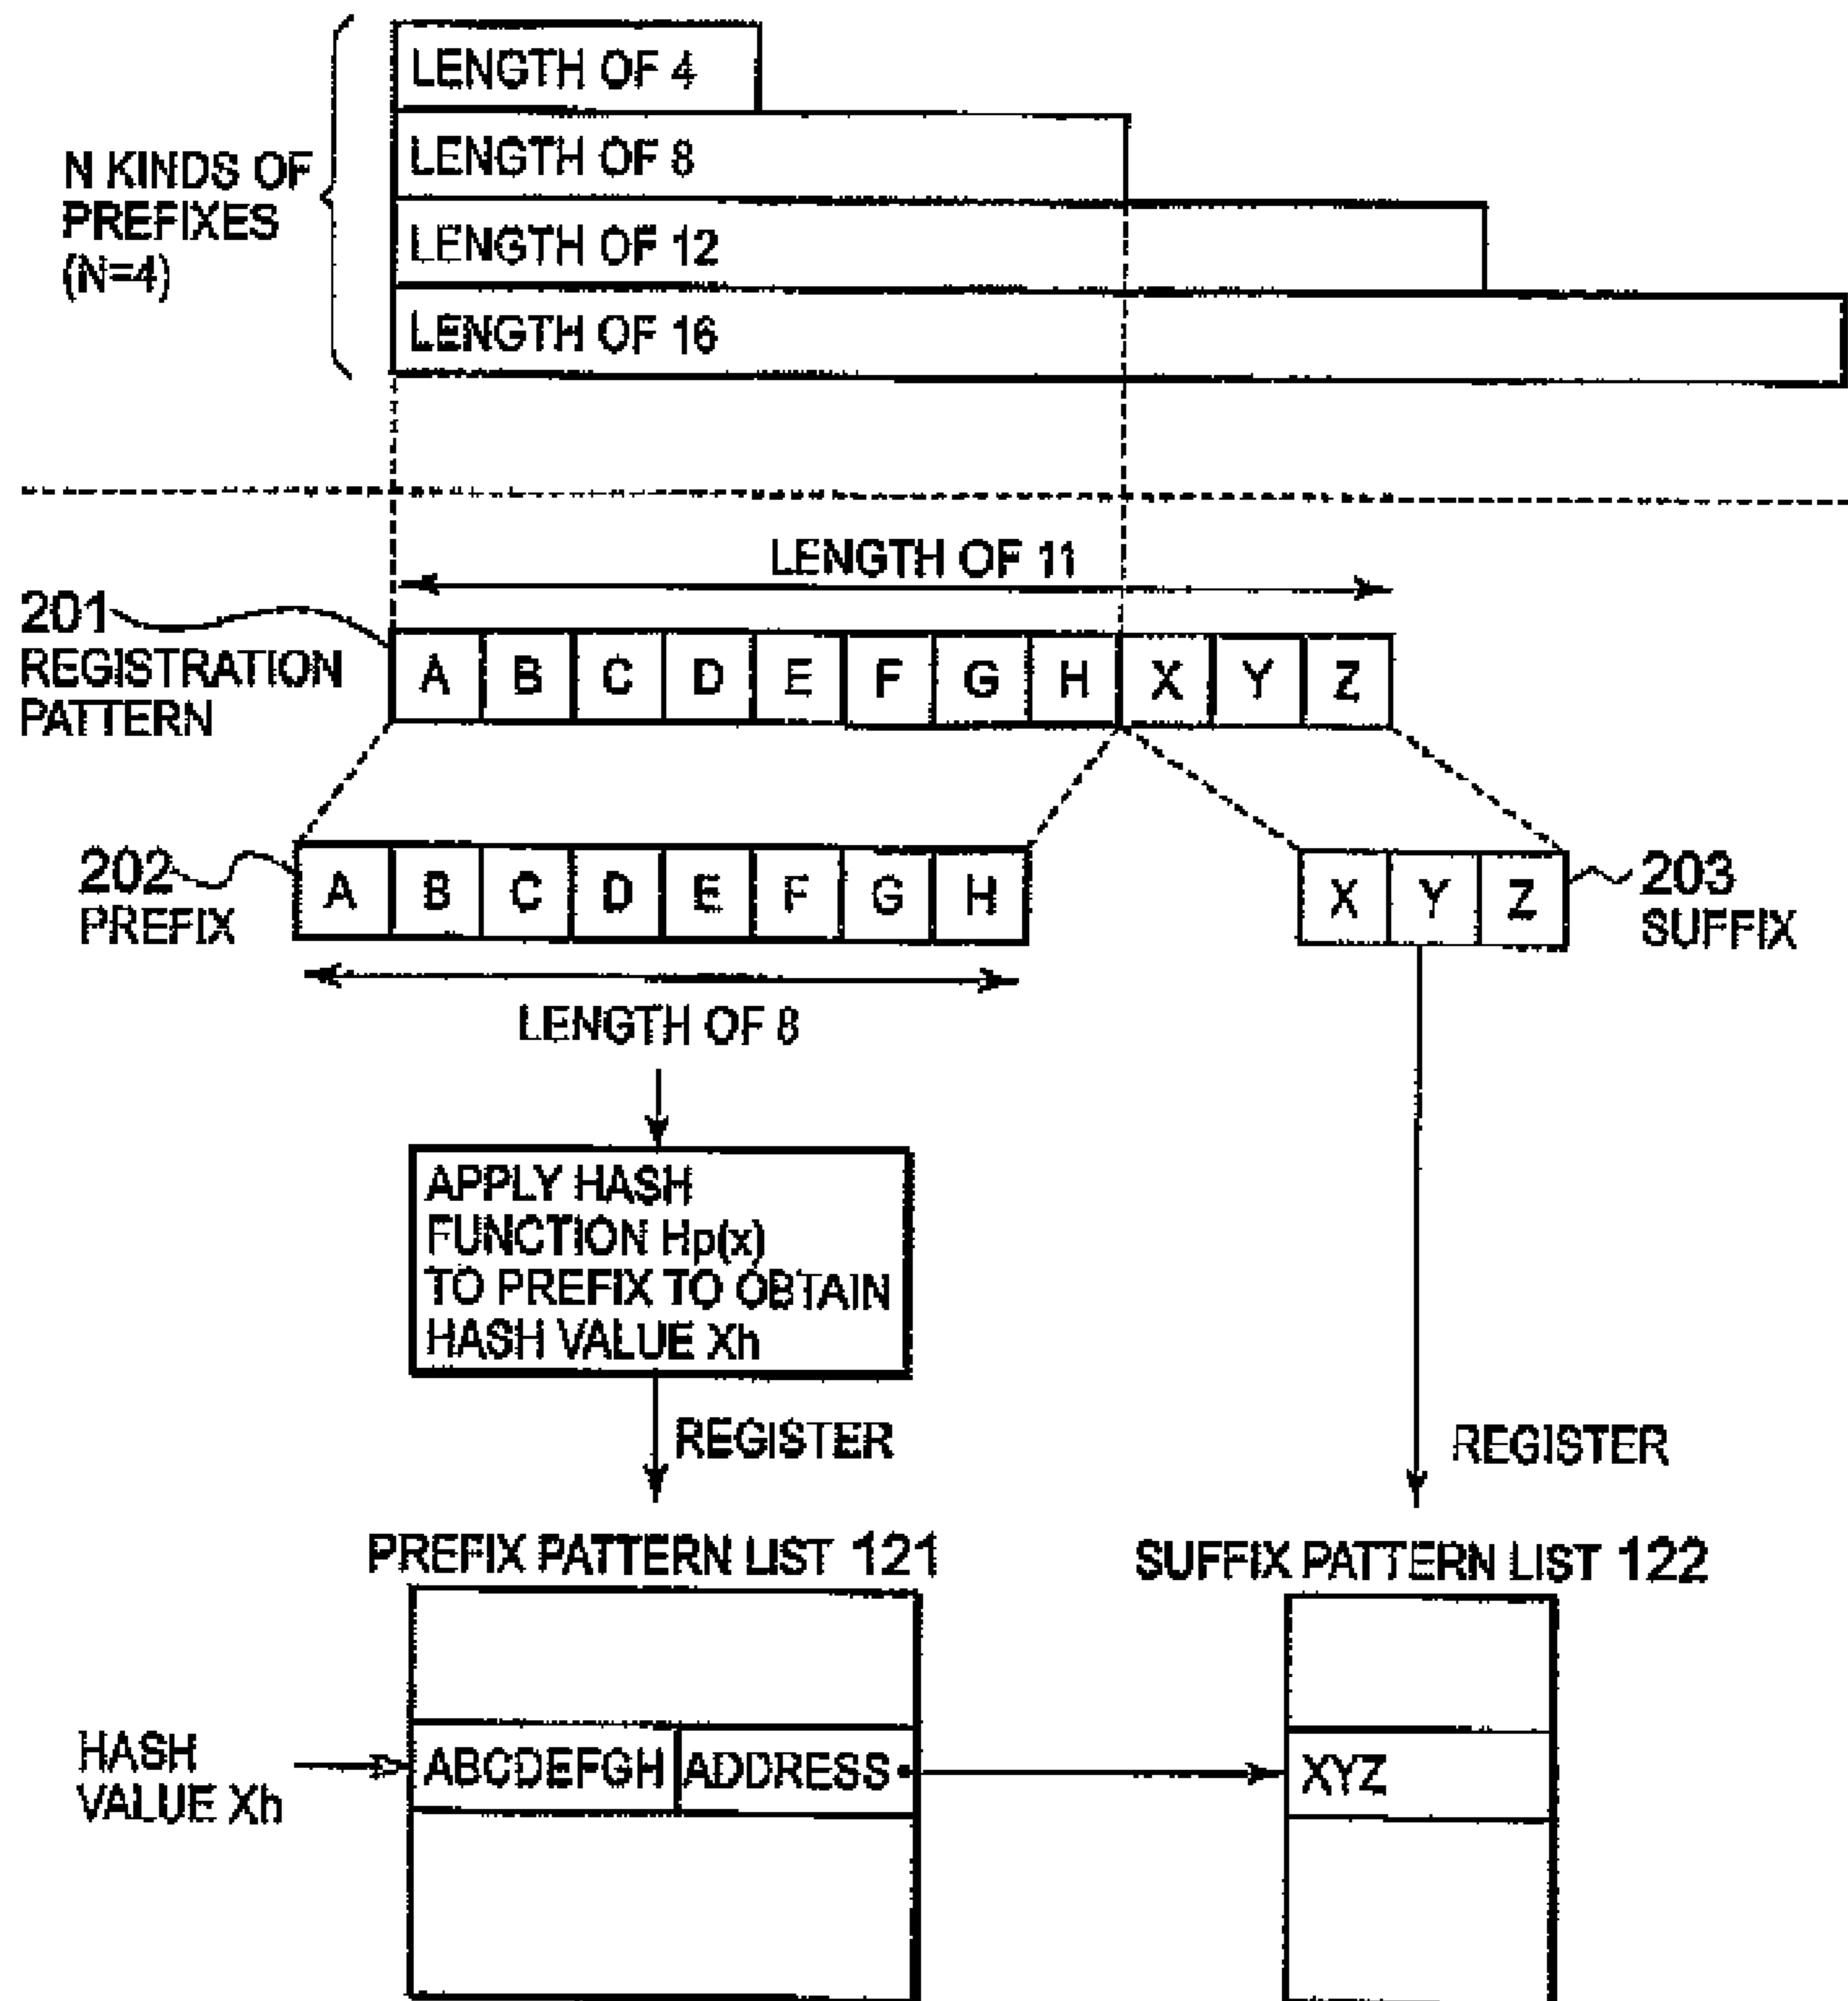 LENGTH OF 4
LENGTH OF 8
LENGTH OF 12
LENGTH OF 16
N KINDS OF
PREFIXES
(N=4)
LENGTH OF 11
201
REGISTRATION
PATTERN
A B C D E F G H X Y Z
202
PREFIX
A B C D E F G H
X Y Z
203
SUFFIX
LENGTH OF 8
APPLY HASH
FUNCTION Hp(x)
TO PREFIX TO OBTAIN
HASH VALUE Xh
REGISTER
REGISTER
PREFIX PATTERN LIST 121
SUFFIX PATTERN LIST 122
HASH
VALUE Xh
ABCDEFGH ADDRESS
XYZ